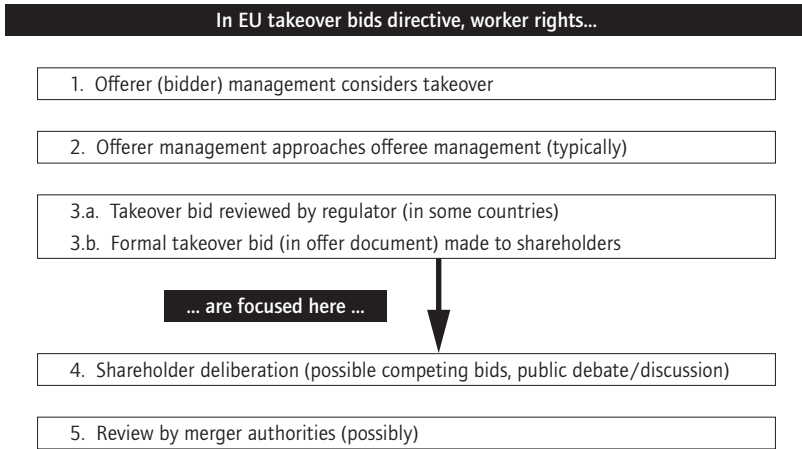 In EU takeover bids directive, worker rights...
1. Offerer (bidder) management considers takeover
2. Offerer management approaches offeree management (typically)
3.a. Takeover bid reviewed by regulator (in some countries)
3.b. Formal takeover bid (in offer document) made to shareholders
... are focused here ...
4. Shareholder deliberation (possible competing bids, public debate/discussion)
5. Review by merger authorities (possibly)